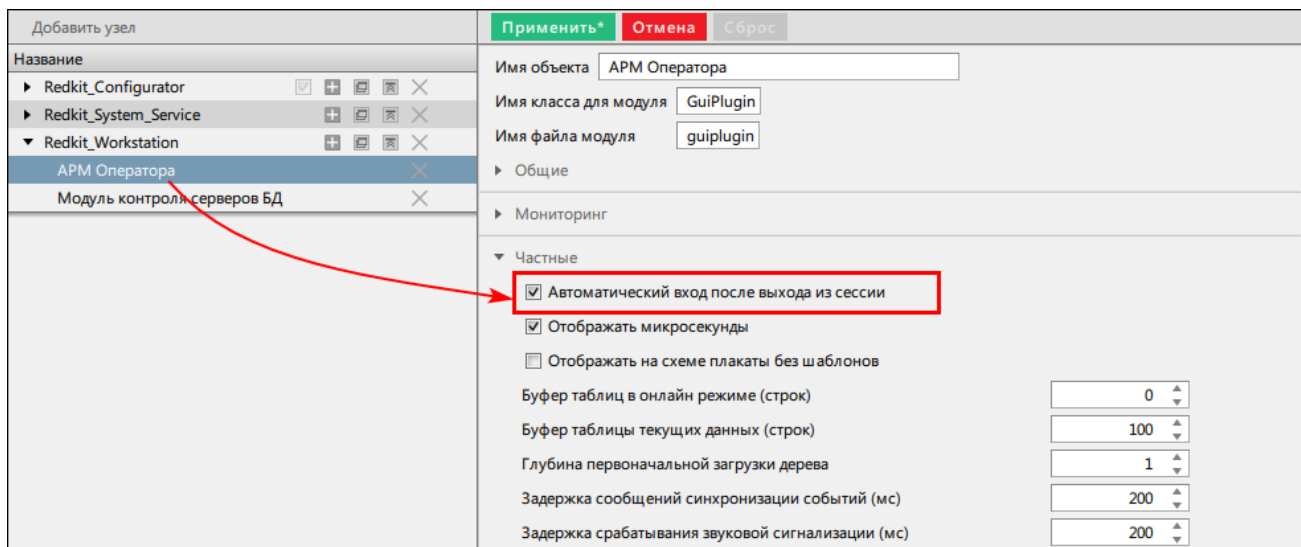 Добавить узел
Название
Redkit_Configurator
Redkit_System_Service
Redkit_Workstation
АРМ Оператора
Модуль контроля серверов БД
Применить* Отмена Сброс
Имя объекта АРМ Оператора
Имя класса для модуля GuiPlugin
Имя файла модуля guiplugin
Общие
Мониторинг
Частные
Автоматический вход после выхода из сессии
Отображать микросекунды
Отображать на схеме плакаты без шаблонов
Буфер таблиц в онлайн режиме (строк) 0
Буфер таблицы текущих данных (строк) 100
Глубина первоначальной загрузки дерева 1
Задержка сообщений синхронизации событий (мс) 200
Задержка срабатывания звуковой сигнализации (мс) 200